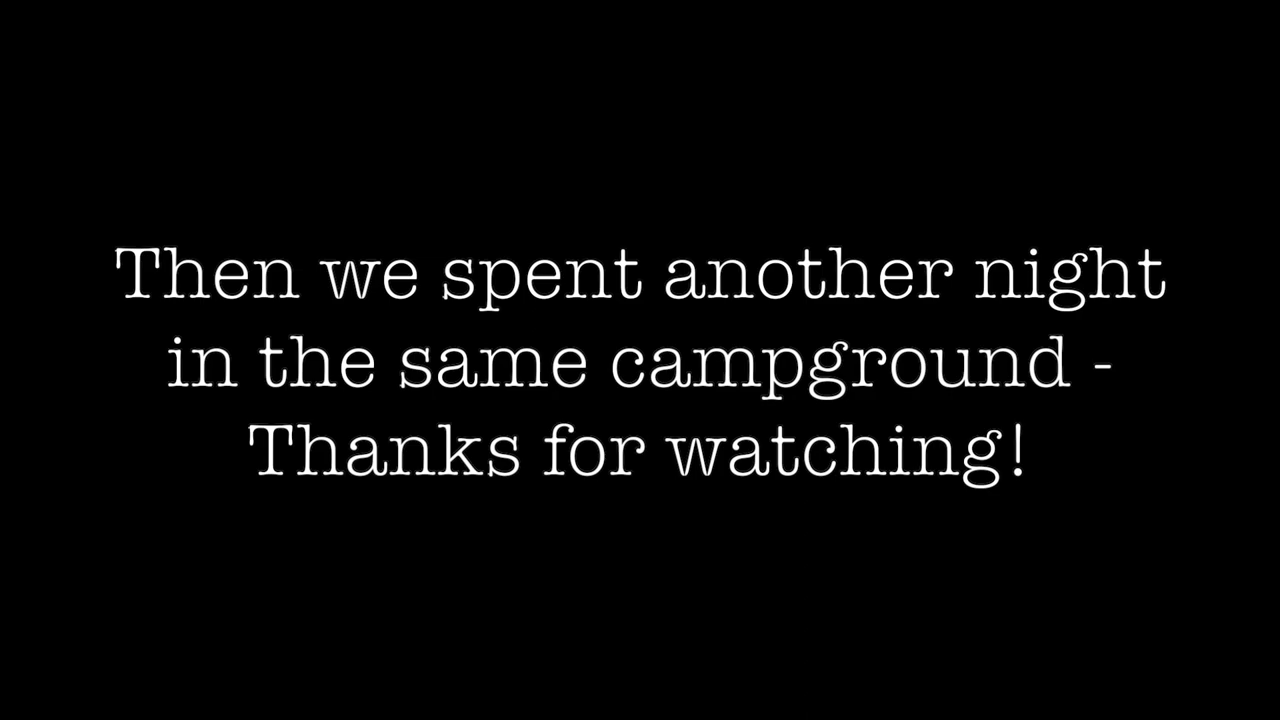 Then we spent another night
in the same campground -
Thanks for watching!